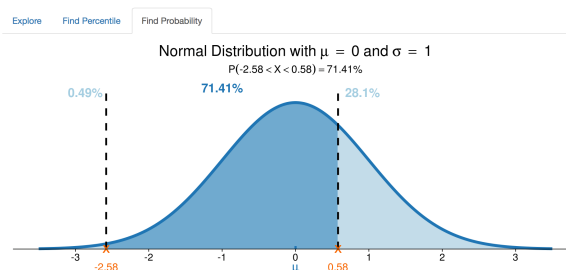 Explore Find Percentile Find Probability
Normal Distribution with μ = 0 and σ = 1
P(-2.58 < X < 0.58) = 71.41%
0.49% 71.41% 28.1%
-3 -2 -1 0 1 2 3
-2.58 μ 0.58